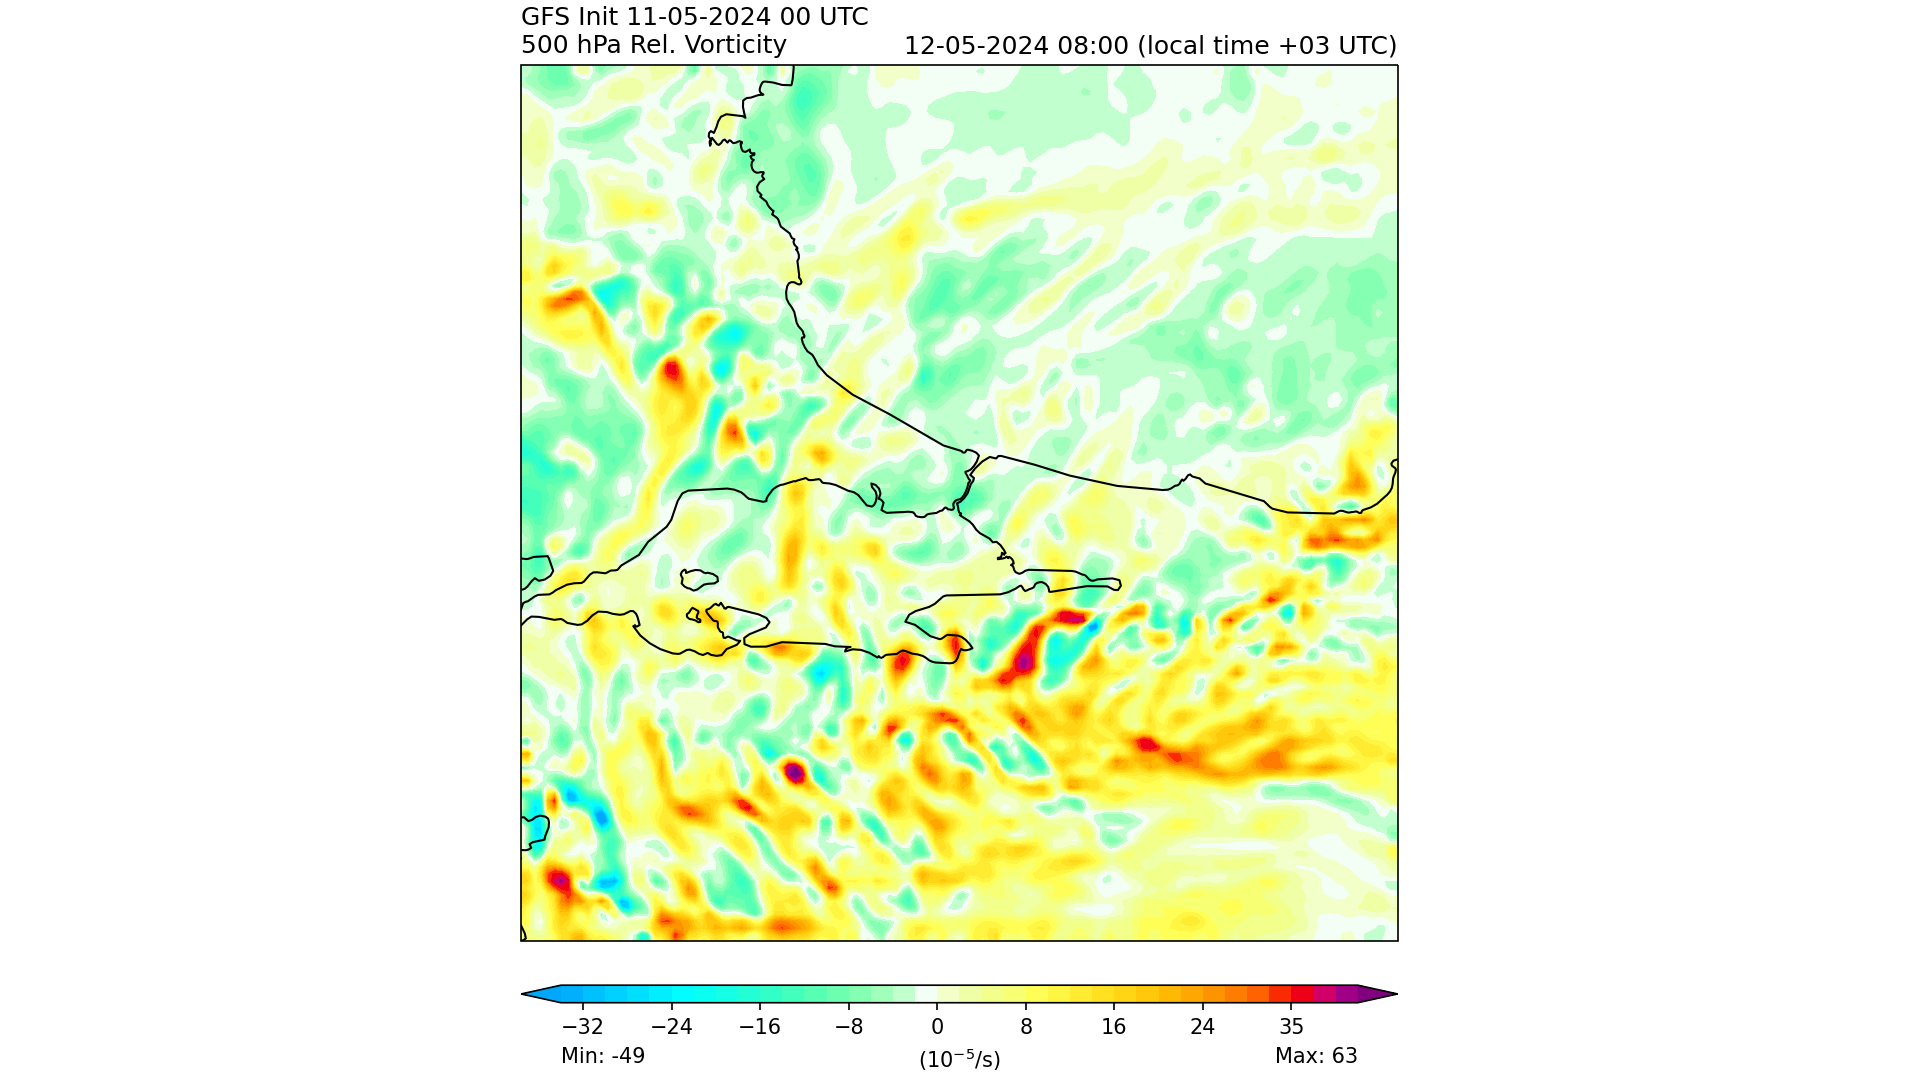 GFS Init 11-05-2024 00 UTC
500 hPa Rel. Vorticity
12-05-2024 08:00 (local time +03 UTC)
−32 −24 −16 −8 0 8 16 24 35
Min: -49 (10⁻⁵/s) Max: 63